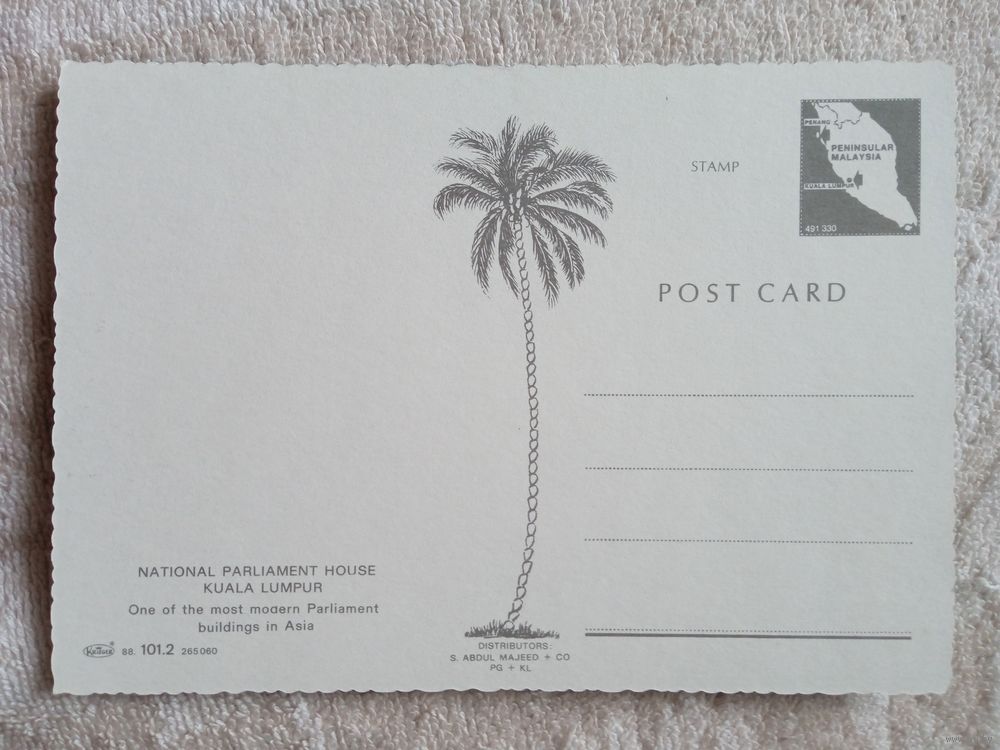 STAMP
PENANG
PENINSULAR
MALAYSIA
KUALA LUMPUR
491 330
POST CARD
NATIONAL PARLIAMENT HOUSE
KUALA LUMPUR
One of the most modern Parliament
buildings in Asia
KRÜGER ® 88. 101.2 265060
DISTRIBUTORS:
S. ABDUL MAJEED + CO
PG + KL